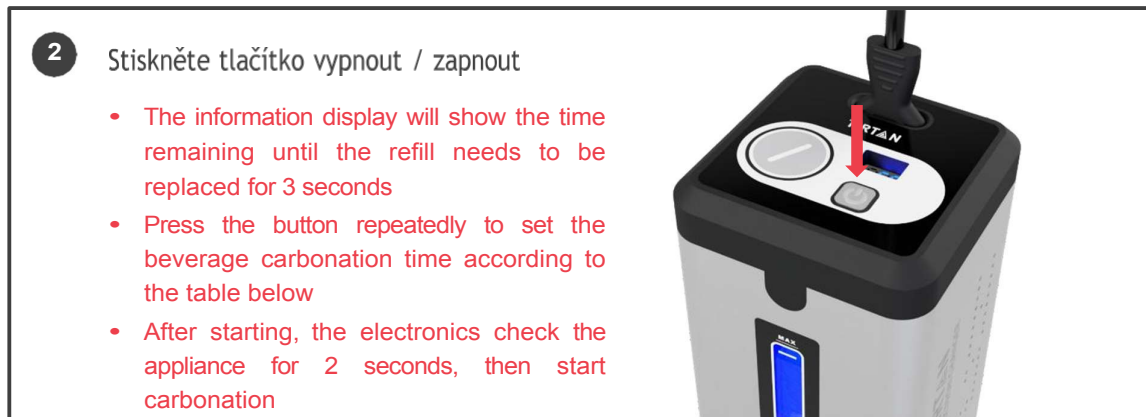 2
Stiskněte tlačítko vypnout / zapnout
• The information display will show the time
remaining until the refill needs to be
replaced for 3 seconds
• Press the button repeatedly to set the
beverage carbonation time according to
the table below
• After starting, the electronics check the
appliance for 2 seconds, then start
carbonation
MAX